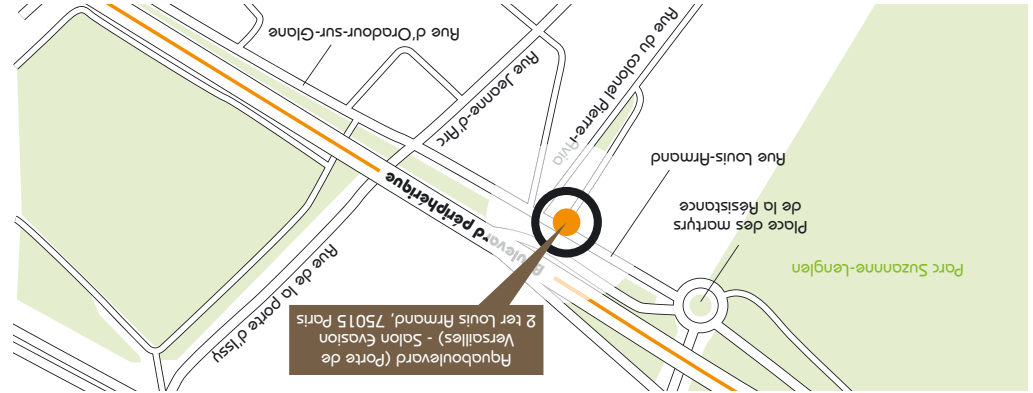 Aquaboulevard (Porte de
Versailles) - Salon Évasion
2 ter Louis Armand, 75015 Paris
Rue de la porte d'Issy
Parc Suzannne-Lenglen
Boulevard périphérique
Place des martyrs
de la Résistance
Rue Louis-Armand
Rue du colonel Pierre-Avia
Rue Jeanne-d'Arc
Rue d'Oradour-sur-Glane